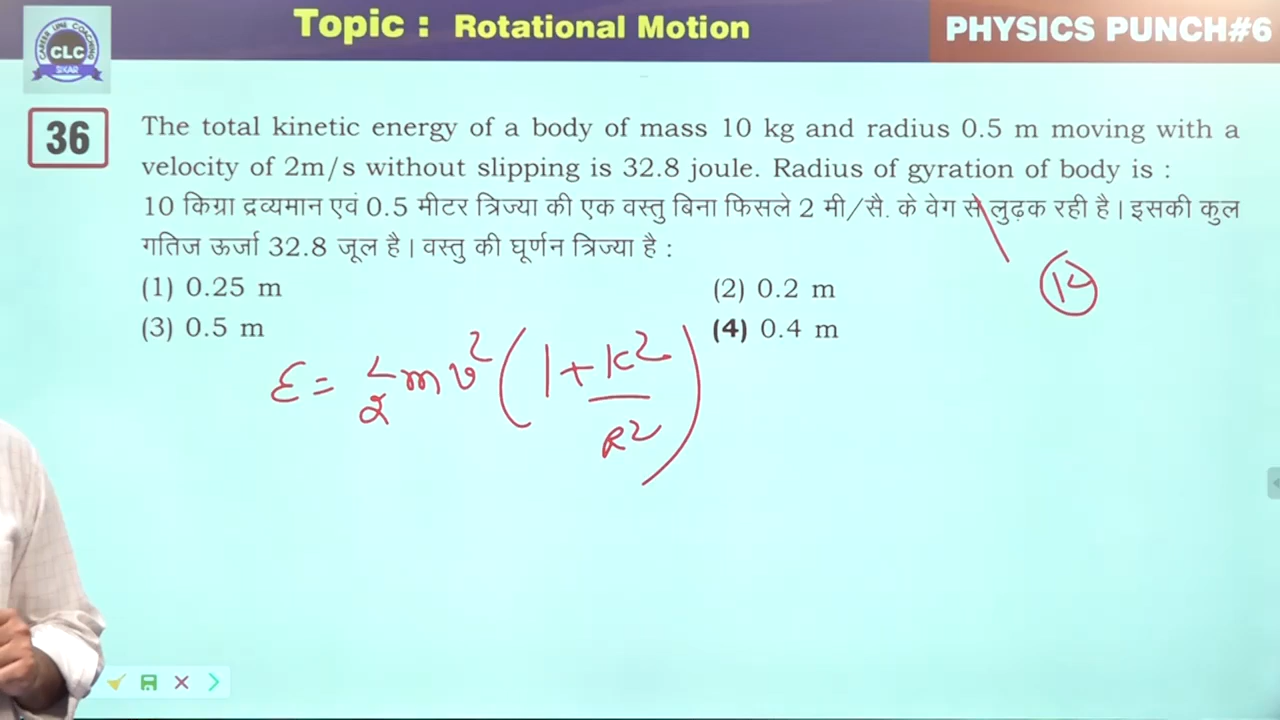 Topic : Rotational Motion
PHYSICS PUNCH#6
CAREER LINE COACHING
CLC
SIKAR
36
The total kinetic energy of a body of mass 10 kg and radius 0.5 m moving with a
velocity of 2m/s without slipping is 32.8 joule. Radius of gyration of body is :
10 किग्रा द्रव्यमान एवं 0.5 मीटर त्रिज्या की एक वस्तु बिना फिसले 2 मी/सै. के वेग से लुढ़क रही है। इसकी कुल
गतिज ऊर्जा 32.8 जूल है। वस्तु की घूर्णन त्रिज्या है :
(1) 0.25 m (2) 0.2 m
(3) 0.5 m (4) 0.4 m
K
E = 1/2 m v² (1 + K²/R²)